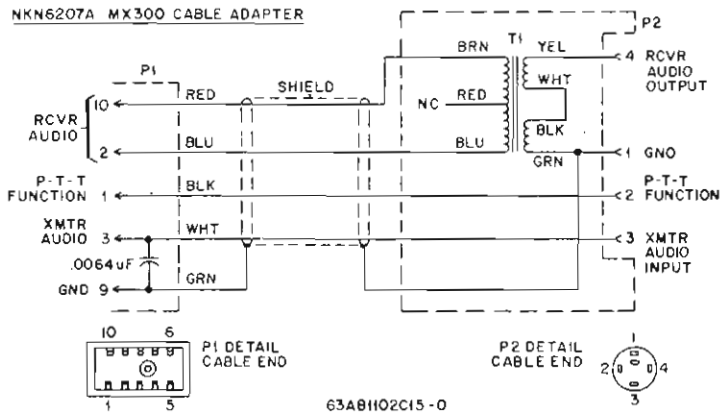 NKN6207A MX300 CABLE ADAPTER
P2
T1
BRN
YEL
4 RCVR
AUDIO
OUTPUT
P1
SHIELD
WHT
10
RED
NC
RED
RCVR
AUDIO
BLK
2
BLU
BLU
GRN
1 GND
P-T-T
FUNCTION 1
BLK
2 P-T-T
FUNCTION
XMTR
AUDIO 3
WHT
3 XMTR
AUDIO
INPUT
.0064uF
GND 9
GRN
10 6
P1 DETAIL
CABLE END
1 5
P2 DETAIL
CABLE END
1
2 4
3
63A81102C15-0